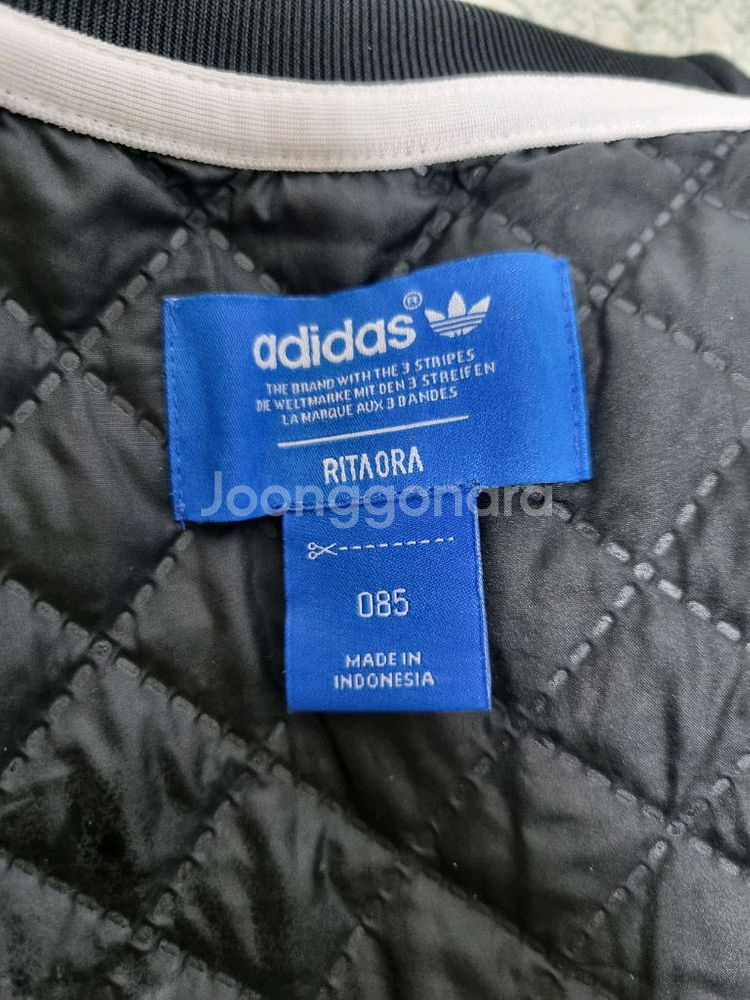 adidas®
THE BRAND WITH THE 3 STRIPES
DIE WELTMARKE MIT DEN 3 STREIFEN
LA MARQUE AUX 3 BANDES
RITA ORA
Joonggonara
085
MADE IN
INDONESIA